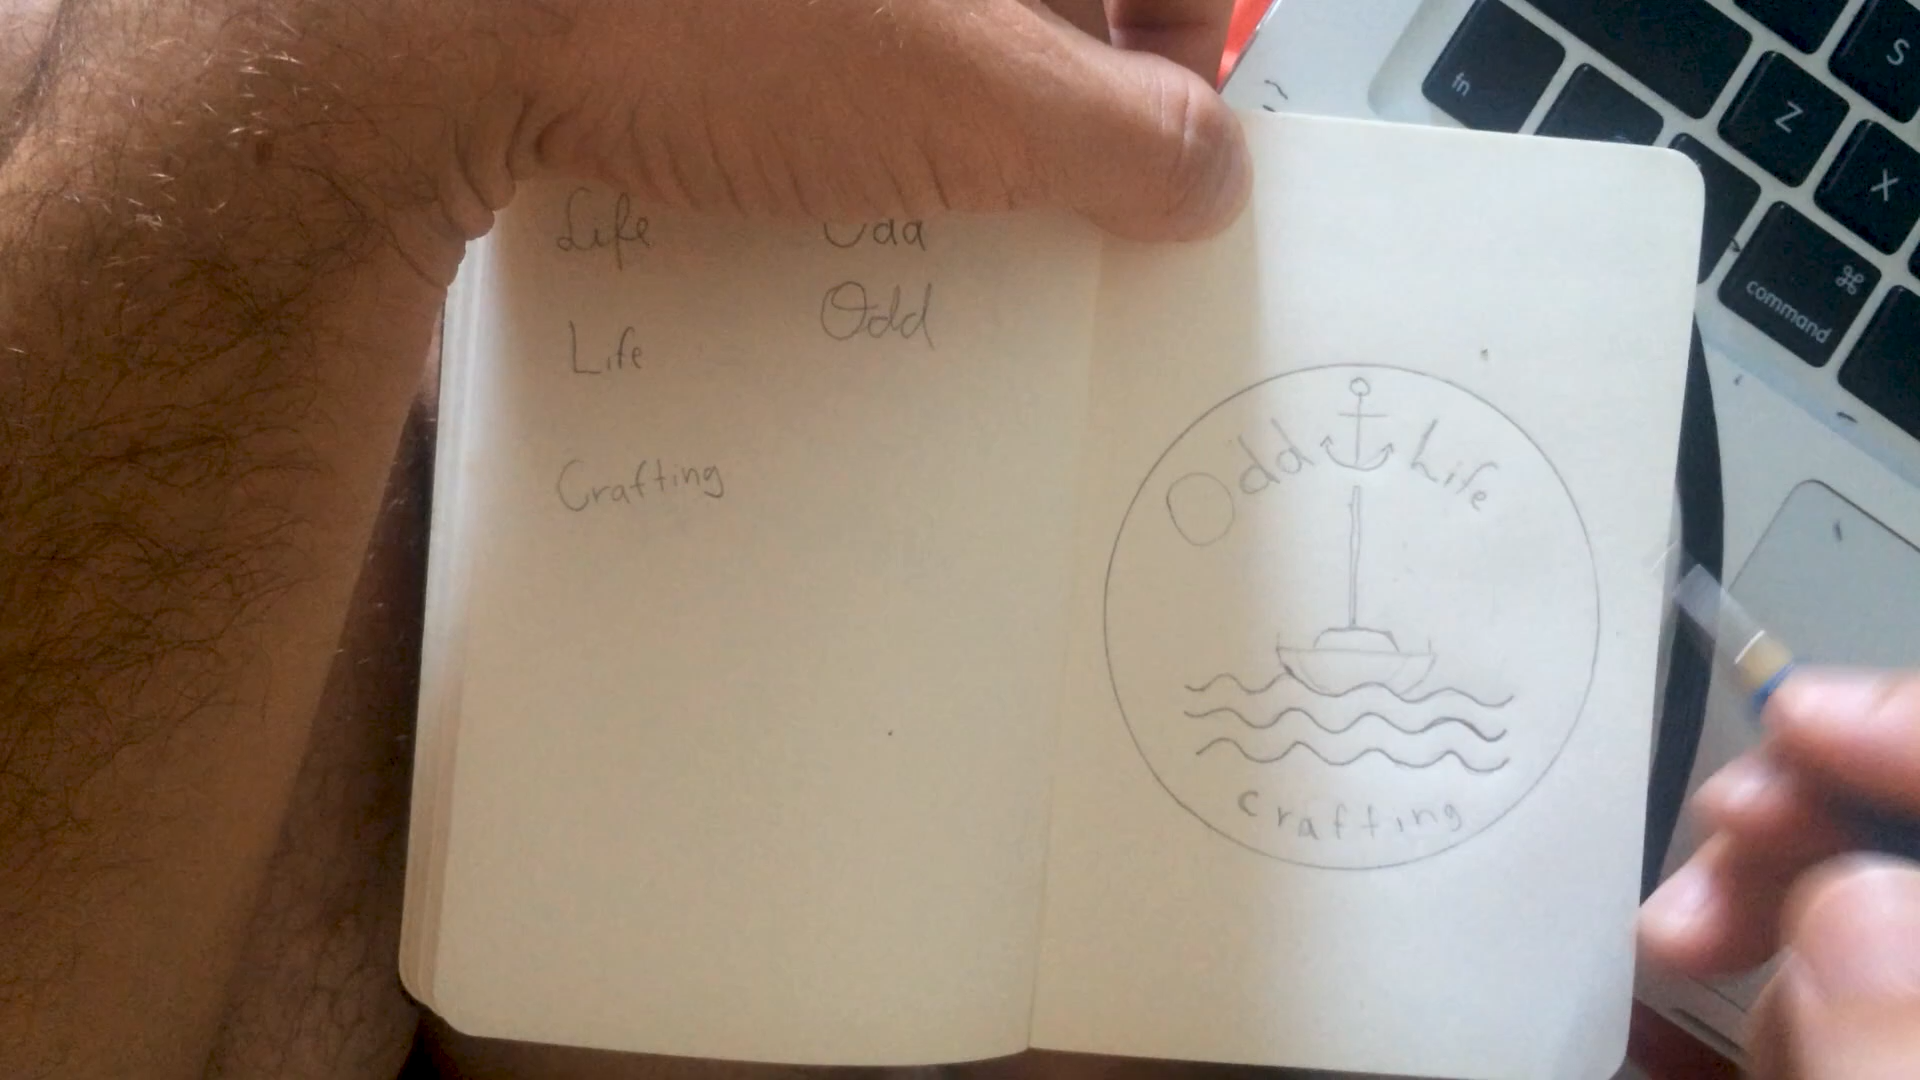 Life
Odd
Odd
Life
Crafting
Odd Life
Crafting
fn
Z
X
S
⌘
command